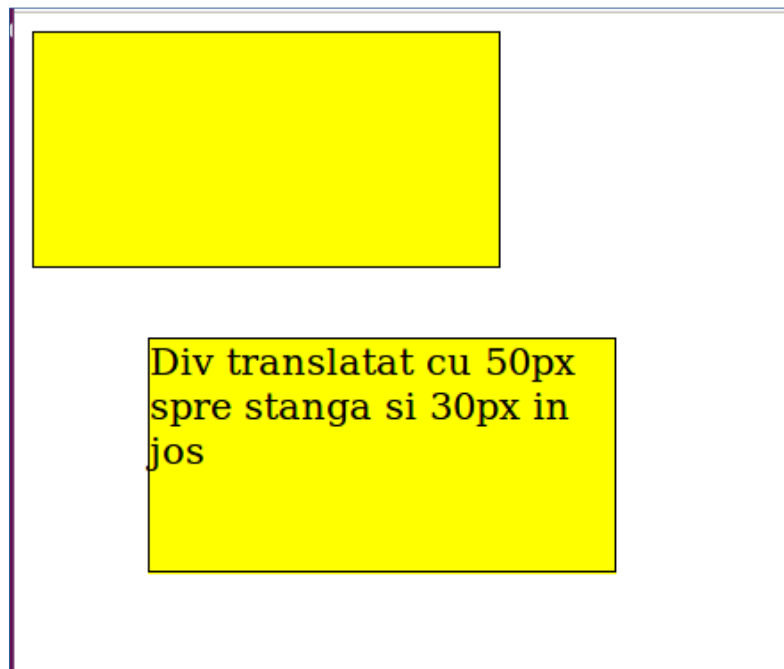 Div translatat cu 50px
spre stanga si 30px in
jos